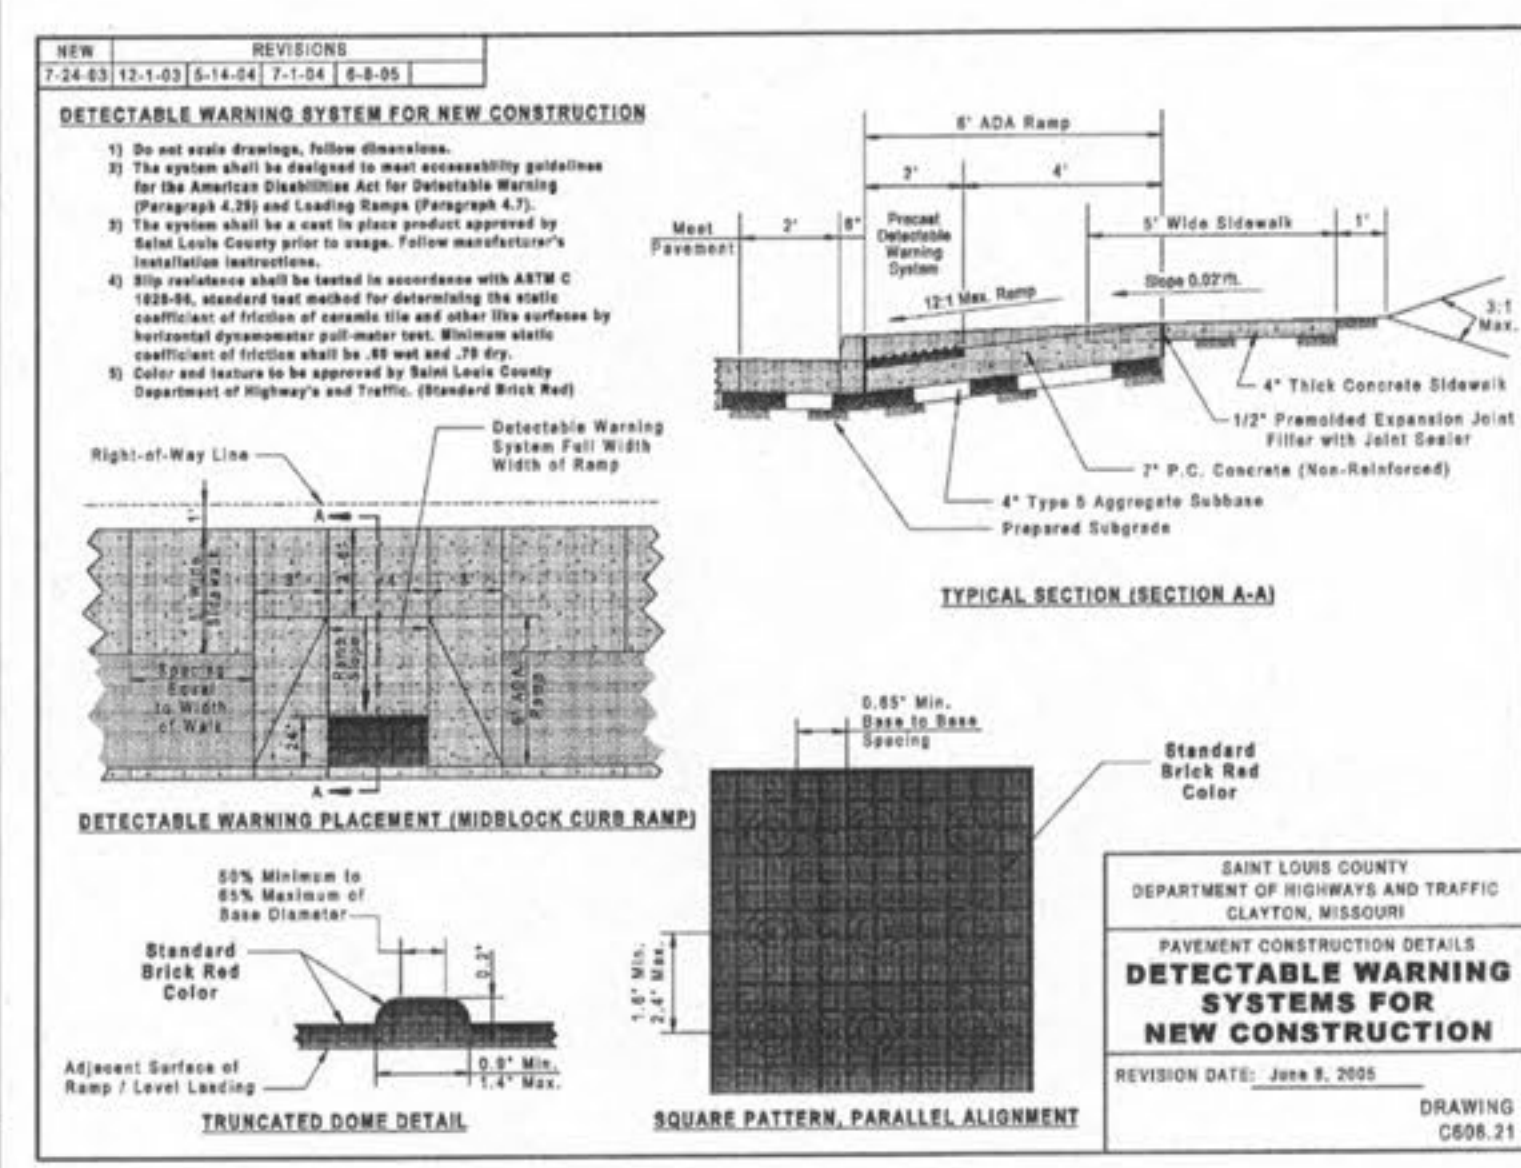 NEW REVISIONS
7-24-03 12-1-03 5-14-04 7-1-04 6-8-05
DETECTABLE WARNING SYSTEM FOR NEW CONSTRUCTION
1) Do not scale drawings, follow dimensions.
2) The system shall be designed to meet accessability guidelines
for the American Disabilities Act for Detectable Warning
(Paragraph 4.29) and Loading Ramps (Paragraph 4.7).
3) The system shall be a cast in place product approved by
Saint Louis County prior to usage. Follow manufacturer's
installation instructions.
4) Slip resistance shall be tested in accordance with ASTM C
1028-96, standard test method for determining the static
coefficient of friction of ceramic tile and other like surfaces by
horizontal dynamometer pull-meter test. Minimum static
coefficient of friction shall be .80 wet and .70 dry.
5) Color and texture to be approved by Saint Louis County
Department of Highway's and Traffic. (Standard Brick Red)
6' ADA Ramp
2' 4'
Meet
Pavement
2'
6"
Precast
Detectable
Warning
System
5' Wide Sidewalk
1'
12:1 Max. Ramp
Slope 0.02'/ft.
3:1
Max.
4" Thick Concrete Sidewalk
1/2" Premolded Expansion Joint
Filler with Joint Sealer
7" P.C. Concrete (Non-Reinforced)
4" Type 5 Aggregate Subbase
Prepared Subgrade
TYPICAL SECTION (SECTION A-A)
Right-of-Way Line
Detectable Warning
System Full Width
Width of Ramp
A
1'
5' Wide
Sidewalk
4'
Ramp
Slope
6' ADA
Ramp
Spacing
Equal
to Width
of Walk
24"
A
DETECTABLE WARNING PLACEMENT (MIDBLOCK CURB RAMP)
0.65" Min.
Base to Base
Spacing
Standard
Brick Red
Color
1.6" Min.
2.4" Max.
SQUARE PATTERN, PARALLEL ALIGNMENT
50% Minimum to
65% Maximum of
Base Diameter
Standard
Brick Red
Color
0.2"
Adjacent Surface of
Ramp / Level Landing
0.9" Min.
1.4" Max.
TRUNCATED DOME DETAIL
SAINT LOUIS COUNTY
DEPARTMENT OF HIGHWAYS AND TRAFFIC
CLAYTON, MISSOURI
PAVEMENT CONSTRUCTION DETAILS
DETECTABLE WARNING
SYSTEMS FOR
NEW CONSTRUCTION
REVISION DATE: June 8, 2005
DRAWING
C608.21